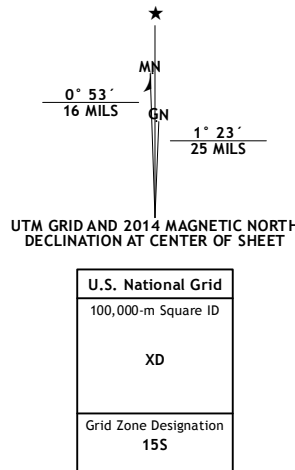 MN
0° 53´
16 MILS
GN
1° 23´
25 MILS
UTM GRID AND 2014 MAGNETIC NORTH
DECLINATION AT CENTER OF SHEET
U.S. National Grid
100,000-m Square ID
XD
Grid Zone Designation
15S